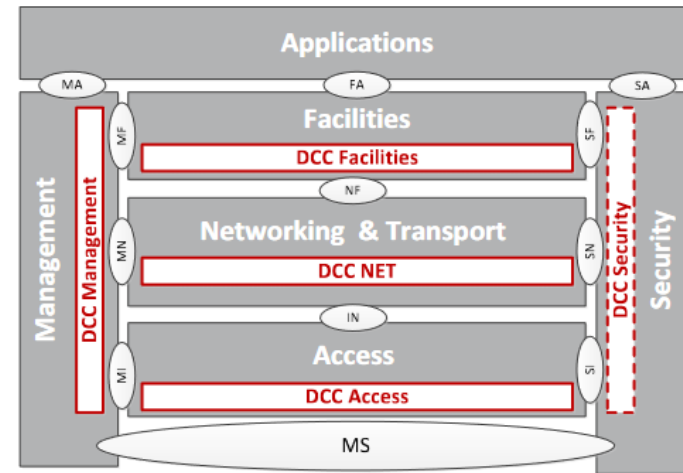 Applications
MA
FA
SA
Facilities
MF
SF
DCC Facilities
NF
Management
DCC Management
Networking & Transport
MN
SN
DCC NET
DCC Security
Security
IN
Access
MI
SI
DCC Access
MS